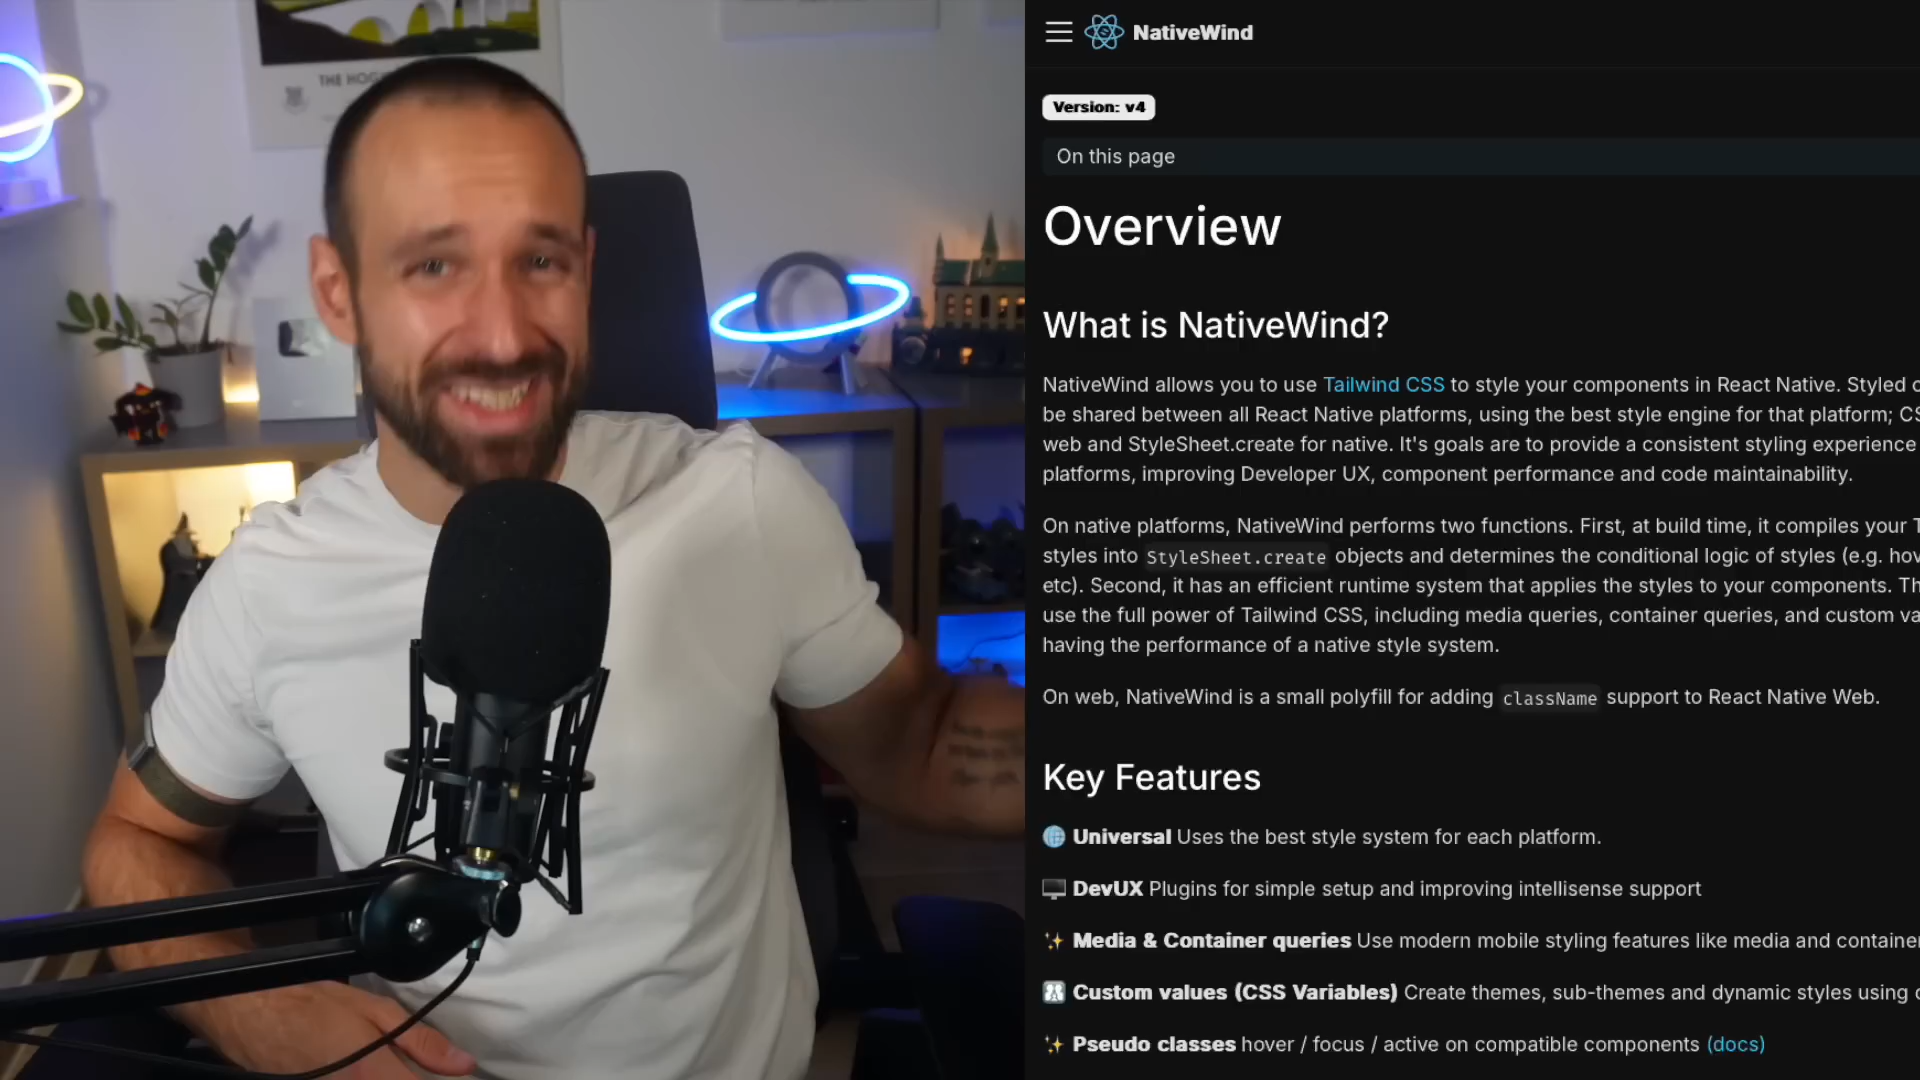 THE HOG
NativeWind
Version: v4
On this page
Overview
What is NativeWind?
NativeWind allows you to use Tailwind CSS to style your components in React Native. Styled
be shared between all React Native platforms, using the best style engine for that platform;
web and StyleSheet.create for native. It's goals are to provide a consistent styling experience
platforms, improving Developer UX, component performance and code maintainability.
On native platforms, NativeWind performs two functions. First, at build time, it compiles your
styles into StyleSheet.create objects and determines the conditional logic of styles (e.g.
etc). Second, it has an efficient runtime system that applies the styles to your components.
use the full power of Tailwind CSS, including media queries, container queries, and custom
having the performance of a native style system.
On web, NativeWind is a small polyfill for adding className support to React Native Web.
Key Features
Universal Uses the best style system for each platform.
DevUX Plugins for simple setup and improving intellisense support
Media & Container queries Use modern mobile styling features like media and container
Custom values (CSS Variables) Create themes, sub-themes and dynamic styles using
Pseudo classes hover / focus / active on compatible components (docs)